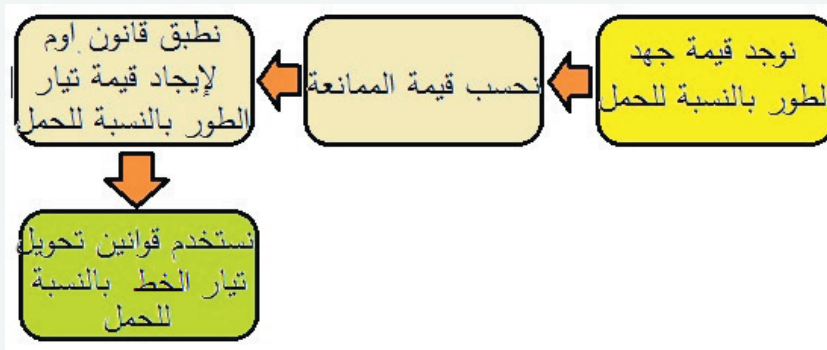 نوجد قيمة جهد
الطور بالنسبة للحمل
نحسب قيمة الممانعة
نطبق قانون اوم
لإيجاد قيمة تيار
الطور بالنسبة للحمل
نستخدم قوانين تحويل
تيار الخط بالنسبة
للحمل